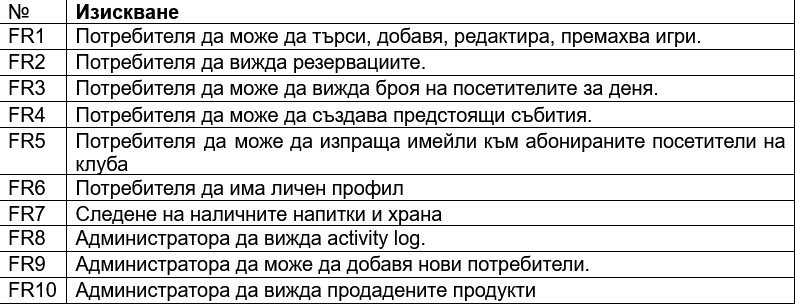 № Изискване
FR1 Потребителя да може да търси, добавя, редактира, премахва игри.
FR2 Потребителя да вижда резервациите.
FR3 Потребителя да може да вижда броя на посетителите за деня.
FR4 Потребителя да може да създава предстоящи събития.
FR5 Потребителя да може да изпраща имейли към абонираните посетители на
клуба
FR6 Потребителя да има личен профил
FR7 Следене на наличните напитки и храна
FR8 Администратора да вижда activity log.
FR9 Администратора да може да добавя нови потребители.
FR10 Администратора да вижда продадените продукти